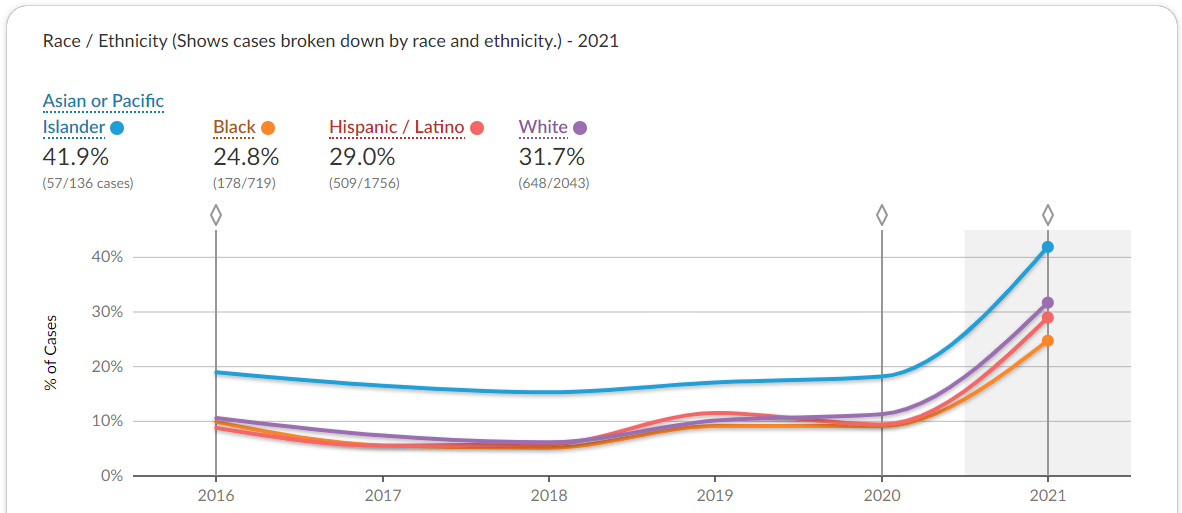 Race / Ethnicity (Shows cases broken down by race and ethnicity.) - 2021
Asian or Pacific
Islander
41.9%
(57/136 cases)
Black
24.8%
(178/719)
Hispanic / Latino
29.0%
(509/1756)
White
31.7%
(648/2043)
% of Cases
40%
30%
20%
10%
0%
2016 2017 2018 2019 2020 2021